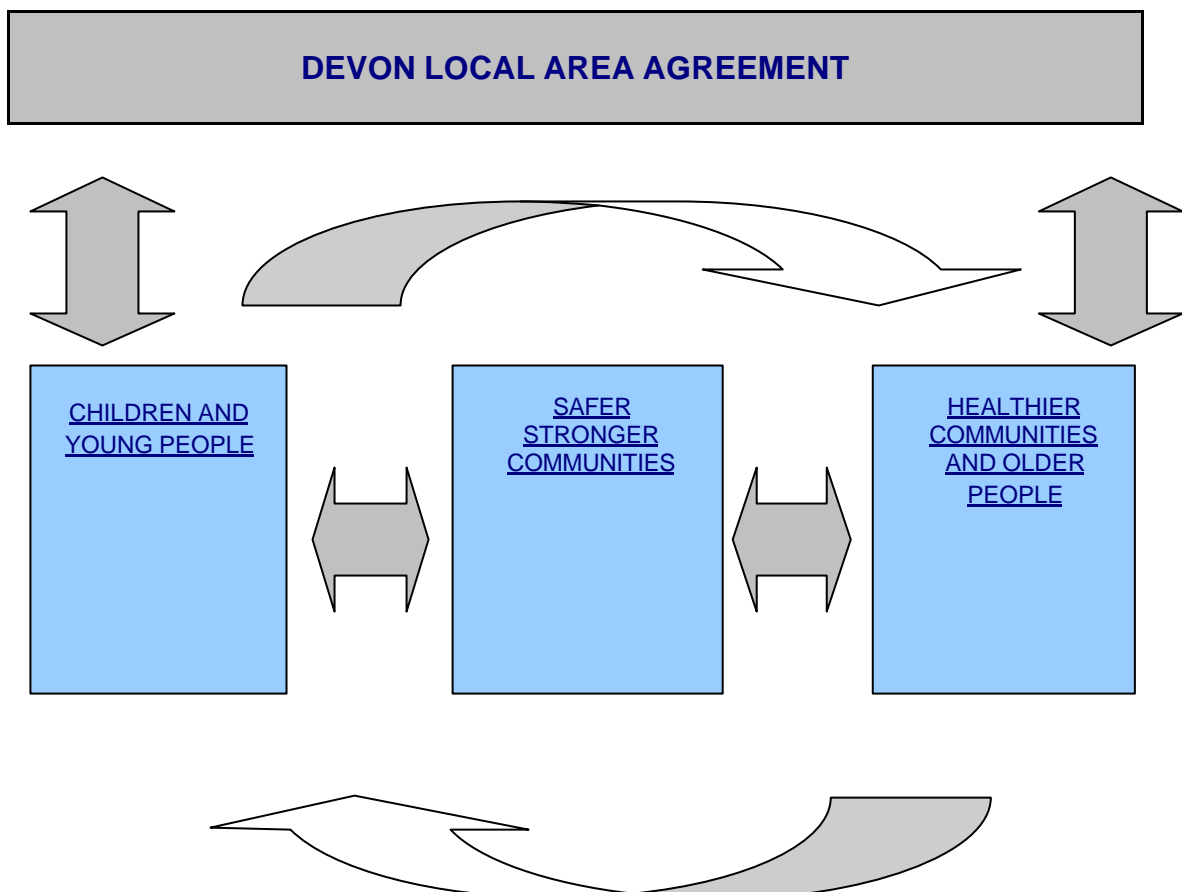 DEVON LOCAL AREA AGREEMENT
CHILDREN AND
YOUNG PEOPLE
SAFER
STRONGER
COMMUNITIES
HEALTHIER
COMMUNITIES
AND OLDER
PEOPLE